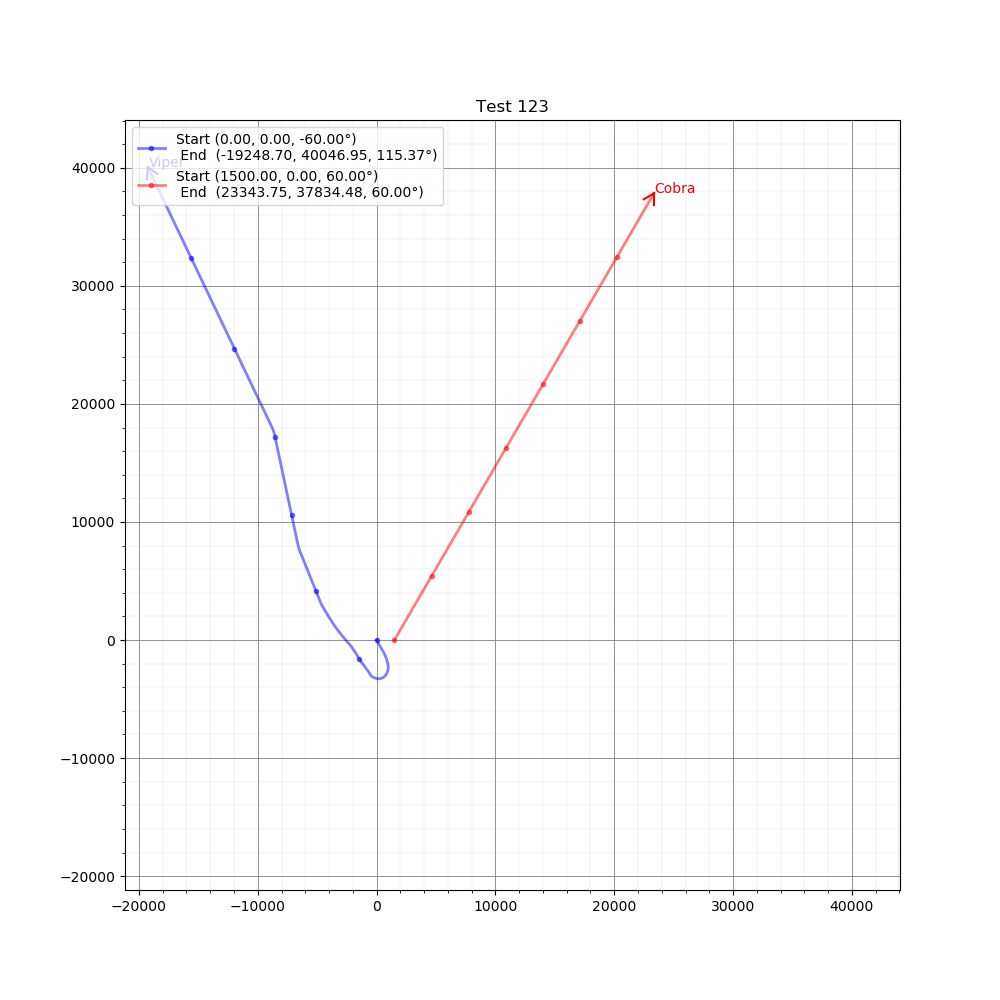 Test 123
Start (0.00, 0.00, -60.00°)
End  (-19248.70, 40046.95, 115.37°)
Start (1500.00, 0.00, 60.00°)
End  (23343.75, 37834.48, 60.00°)
Viper
Cobra
40000
30000
20000
10000
0
−10000
−20000
−20000
−10000
0
10000
20000
30000
40000